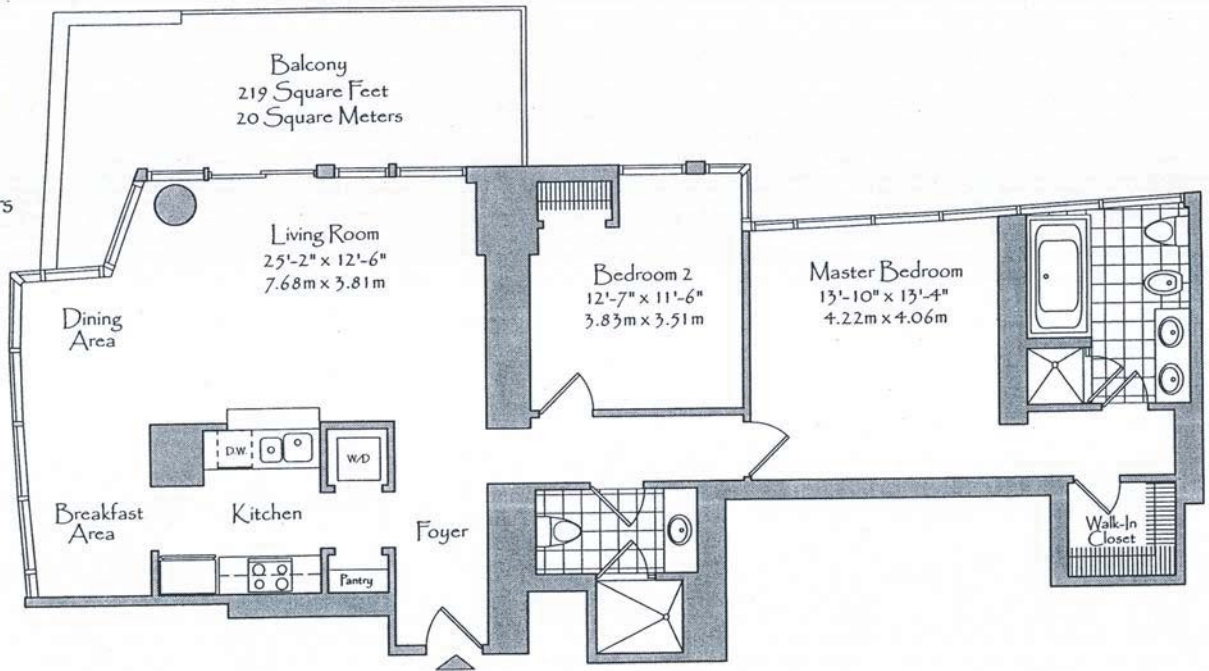 Balcony
219 Square Feet
20 Square Meters
Living Room
25'-2" x 12'-6"
7.68m x 3.81m
Bedroom 2
12'-7" x 11'-6"
3.83m x 3.51m
Master Bedroom
13'-10" x 13'-4"
4.22m x 4.06m
Dining
Area
D.W.
W/D
Breakfast
Area
Kitchen
Foyer
Pantry
Walk-In
Closet